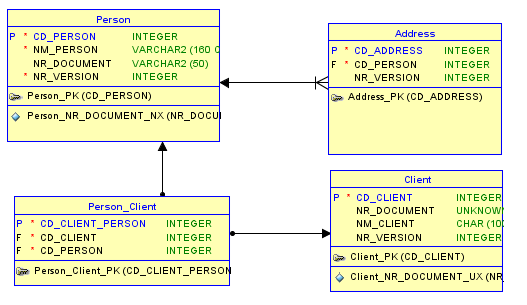 Person
P * CD_PERSON INTEGER
* NM_PERSON VARCHAR2 (160 C
NR_DOCUMENT VARCHAR2 (50)
* NR_VERSION INTEGER
Person_PK (CD_PERSON)
Person_NR_DOCUMENT_NX (NR_DOCU
Address
P * CD_ADDRESS INTEGER
F * CD_PERSON INTEGER
NR_VERSION INTEGER
Address_PK (CD_ADDRESS)
Person_Client
P * CD_CLIENT_PERSON INTEGER
F * CD_CLIENT INTEGER
F * CD_PERSON INTEGER
Person_Client_PK (CD_CLIENT_PERSON
Client
P * CD_CLIENT INTEGER
NR_DOCUMENT UNKNOW
NM_CLIENT CHAR (10
NR_VERSION INTEGER
Client_PK (CD_CLIENT)
Client_NR_DOCUMENT_UX (NR